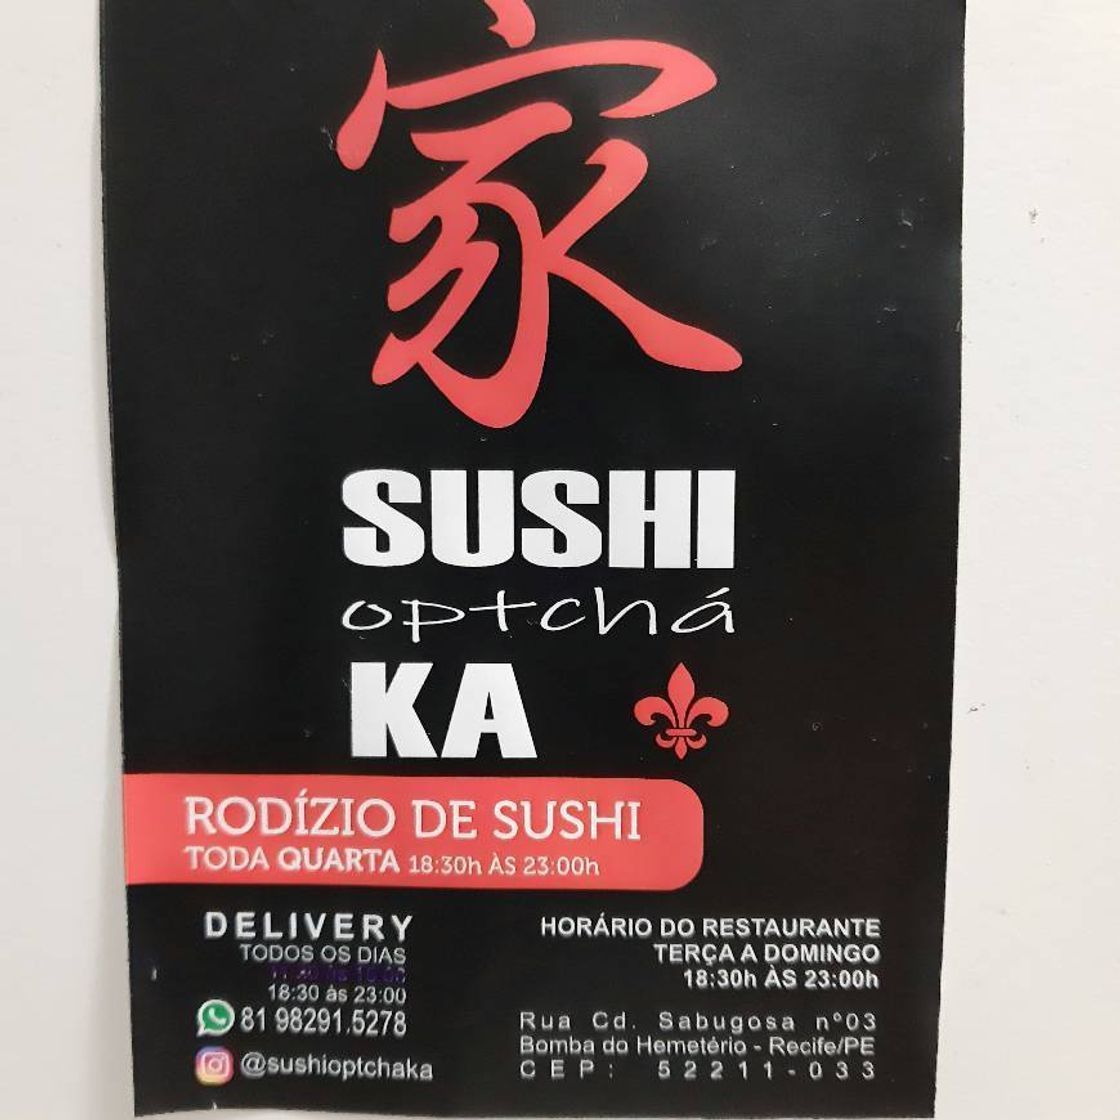 家
SUSHI
optchá
KA
RODÍZIO DE SUSHI
TODA QUARTA 18:30h ÀS 23:00h
DELIVERY
TODOS OS DIAS
18:30 às 23:00
81 98291.5278
@sushioptchaka
HORÁRIO DO RESTAURANTE
TERÇA A DOMINGO
18:30h ÀS 23:00h
Rua Cd. Sabugosa nº03
Bomba do Hemetério - Recife/PE
CEP: 52211-033